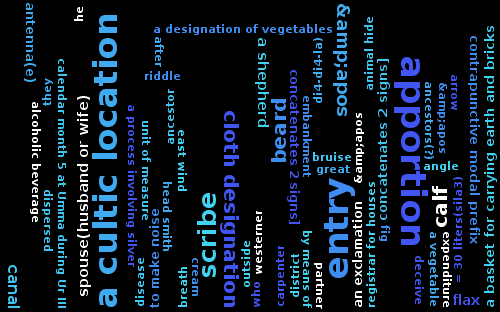 antenna(e)
he
a cultic location
a designation of vegetables
&amp;apos
animal hide
contrapunctive modal prefix
a basket for carrying earth and bricks
they
calendar month 5 at Umma during Ur III
alcoholic beverage
spouse(husband or wife)
after
riddle
a shepherd
di4-di4-la)
concatenates 2 signs]
embankment
beard
apportion
ancestors(?)
&amp;apos
arrow
a process involving silver
unit of measure
ancestor
east wind
cloth designation
bruise
great
&amp;apos
concatenates 2 signs]
angle
calf
= 30 liters(sila3)
dispersed
head smith
to make noise
scribe
entry
an exclamation
registrar for houses
fig
a vegetable
expenditure
canal
disease
breath
cream
outside
westerner
who
carpenter
district
by means of
partner
deceive
flax